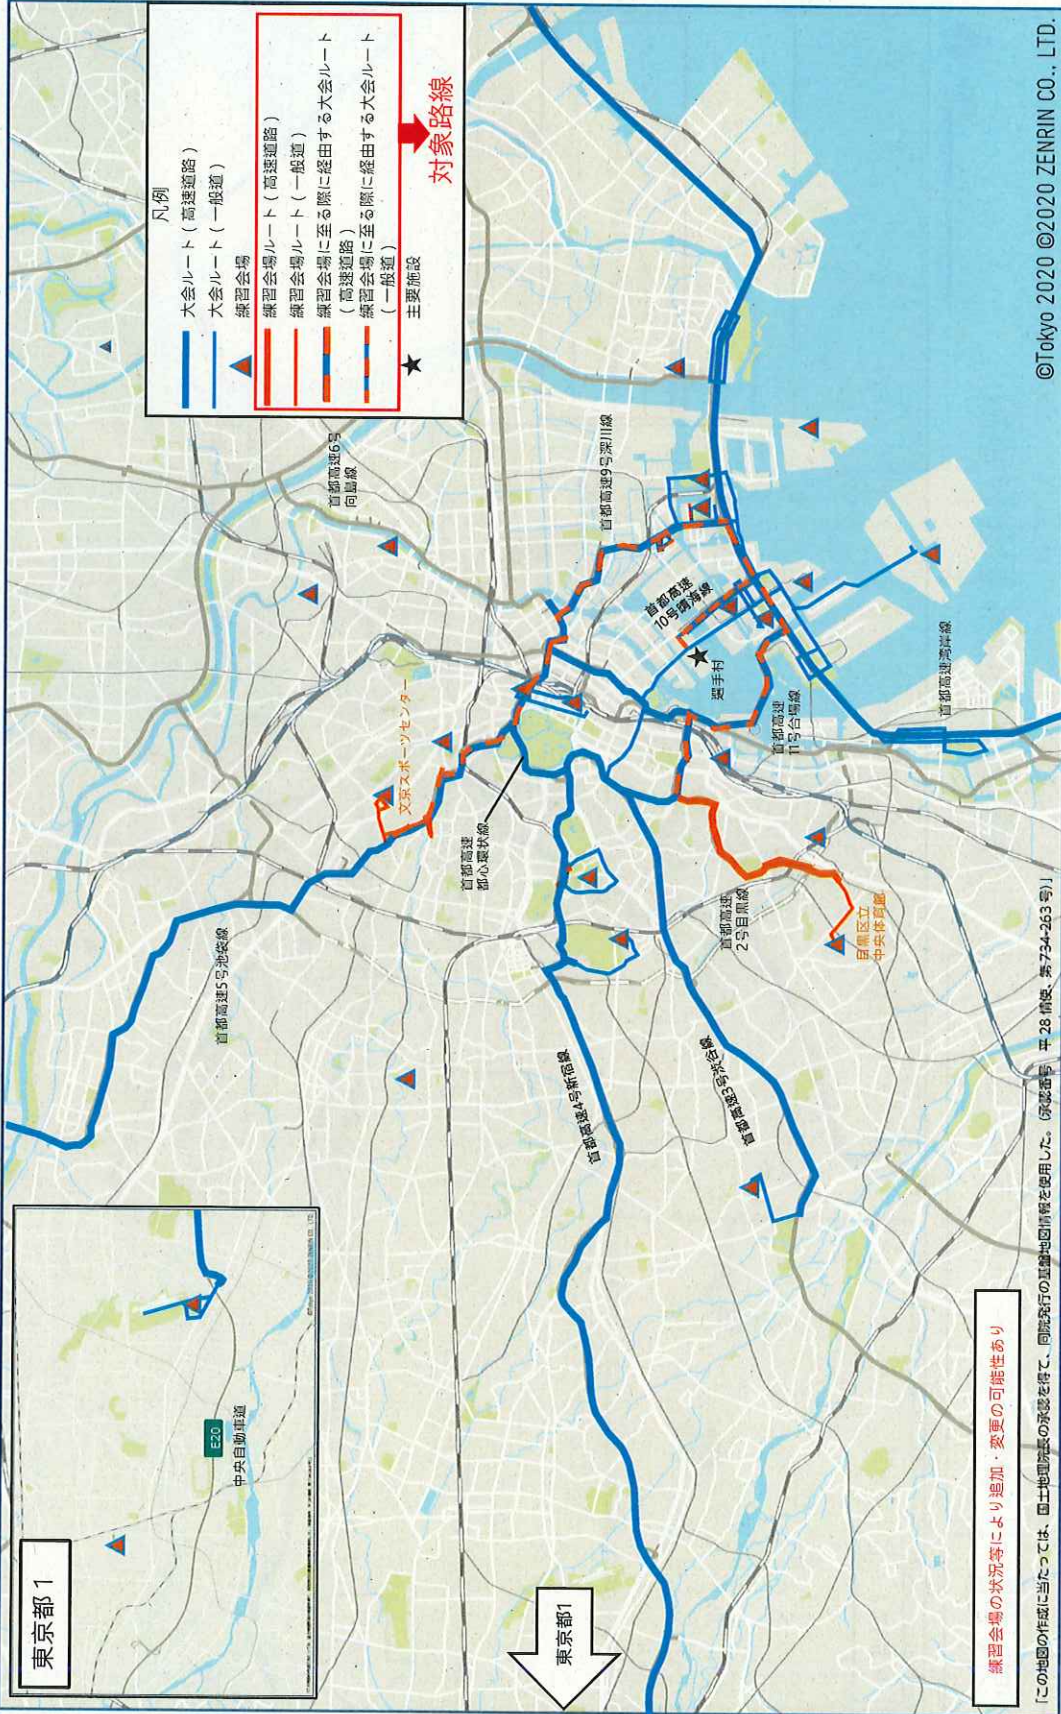 東京都1
E20
中央自動車道
凡例
大会ルート（高速道路）
大会ルート（一般道）
練習会場
練習会場ルート（高速道路）
練習会場ルート（一般道）
練習会場に至る際に経由する大会ルート
（高速道路）
練習会場に至る際に経由する大会ルート
（一般道）
主要施設
対象路線
首都高速5号池袋線
文京スポーツセンター
首都高速6号
向島線
首都高速
都心環状線
首都高速9号深川線
首都高速4号新宿線
首都高速
10号晴海線
選手村
首都高速3号渋谷線
首都高速
2号目黒線
首都高速
11号台場線
目黒区立
中央体育館
首都高速湾岸線
東京都1
練習会場の状況等により追加・変更の可能性あり
「この地図の作成に当たっては、国土地理院長の承認を得て、同院発行の基盤地図情報を使用した。（承認番号　平 28 情使、第734-263 号）」
©Tokyo 2020 ©2020 ZENRIN CO., LTD.